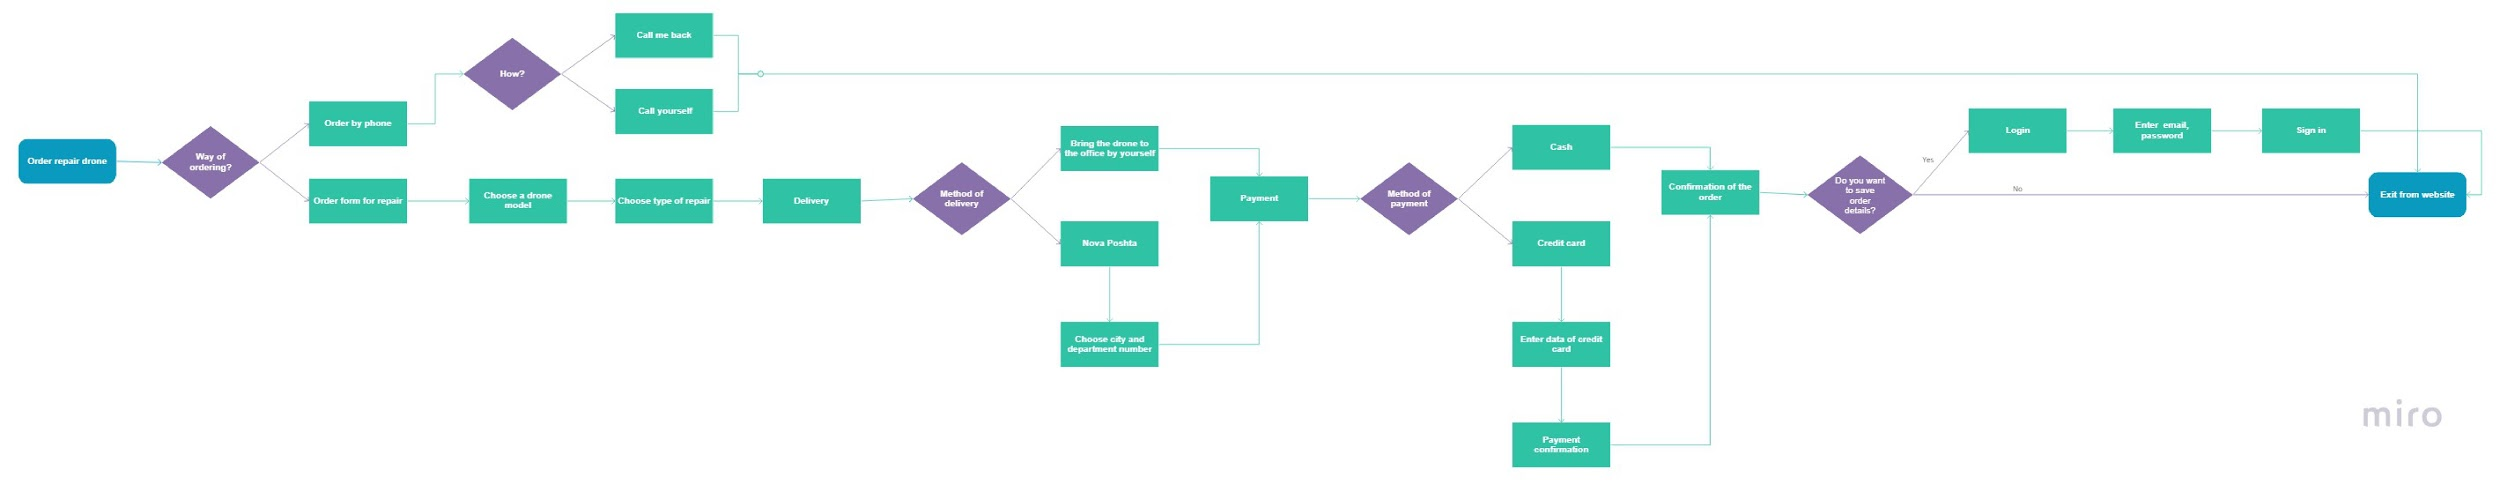 Order repair drone
Way of
ordering?
Order by phone
How?
Call me back
Call yourself
Order form for repair
Choose a drone
model
Choose type of repair
Delivery
Method of
delivery
Bring the drone to
the office by yourself
Nova Poshta
Choose city and
department number
Payment
Method of
payment
Cash
Credit card
Enter data of credit
card
Payment
confirmation
Confirmation of the
order
Do you want
to save
order
details?
Yes
No
Login
Enter email,
password
Sign in
Exit from website
miro